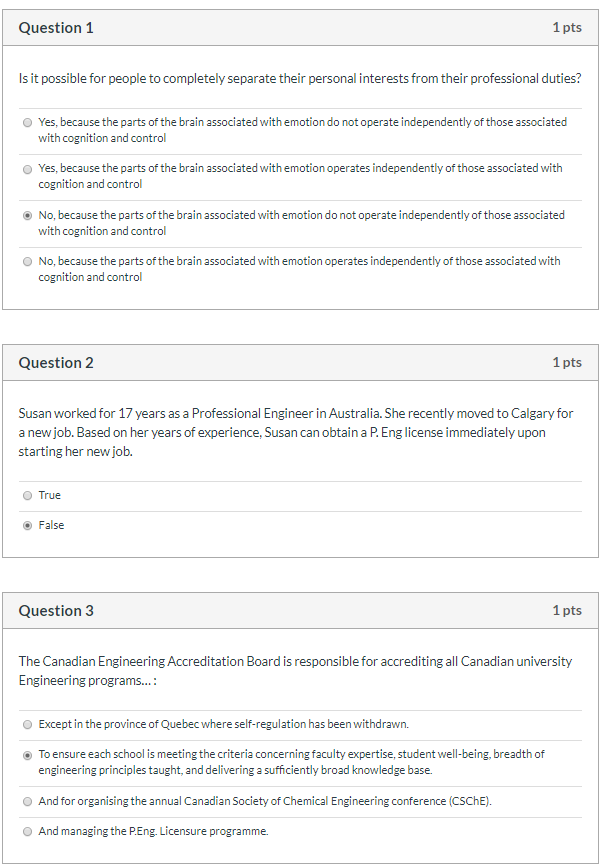 Question 1
1 pts
Is it possible for people to completely separate their personal interests from their professional duties?
Yes, because the parts of the brain associated with emotion do not operate independently of those associated
with cognition and control
Yes, because the parts of the brain associated with emotion operates independently of those associated with
cognition and control
No, because the parts of the brain associated with emotion do not operate independently of those associated
with cognition and control
No, because the parts of the brain associated with emotion operates independently of those associated with
cognition and control
Question 2
1 pts
Susan worked for 17 years as a Professional Engineer in Australia. She recently moved to Calgary for
a new job. Based on her years of experience, Susan can obtain a P. Eng license immediately upon
starting her new job.
True
False
Question 3
1 pts
The Canadian Engineering Accreditation Board is responsible for accrediting all Canadian university
Engineering programs... :
Except in the province of Quebec where self-regulation has been withdrawn.
To ensure each school is meeting the criteria concerning faculty expertise, student well-being, breadth of
engineering principles taught, and delivering a sufficiently broad knowledge base.
And for organising the annual Canadian Society of Chemical Engineering conference (CSChE).
And managing the P.Eng. Licensure programme.